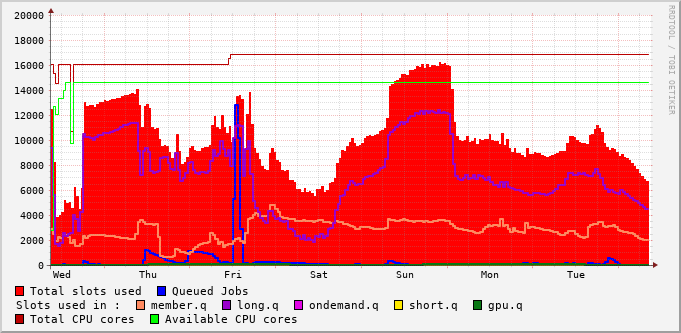 RRDTOOL / TOBI OETIKER
20000
18000
16000
14000
12000
10000
8000
6000
4000
2000
0
Wed Thu Fri Sat Sun Mon Tue
Total slots used Queued Jobs
Slots used in : member.q long.q ondemand.q short.q gpu.q
Total CPU cores Available CPU cores